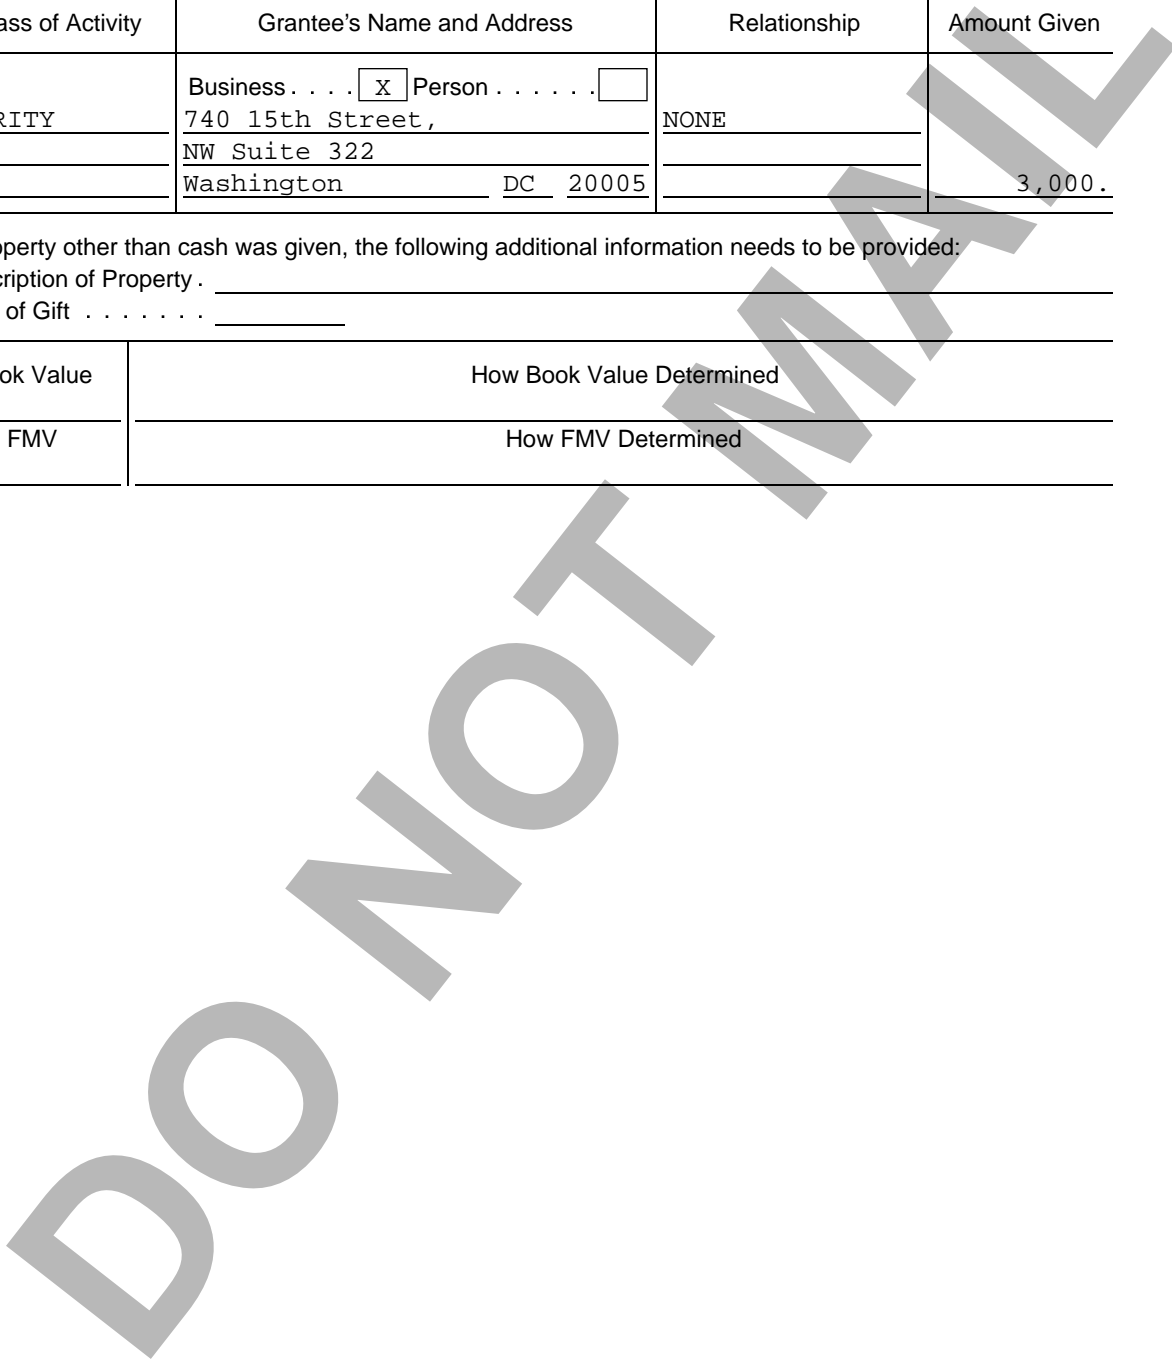 ass of Activity Grantee's Name and Address Relationship Amount Given
Business . . . . X Person . . . . . .
RITY 740 15th Street, NONE
NW Suite 322
Washington DC 20005 3,000.
operty other than cash was given, the following additional information needs to be provided:
cription of Property .
of Gift . . . . . . .
ok Value How Book Value Determined
FMV How FMV Determined
DO NOT MAIL